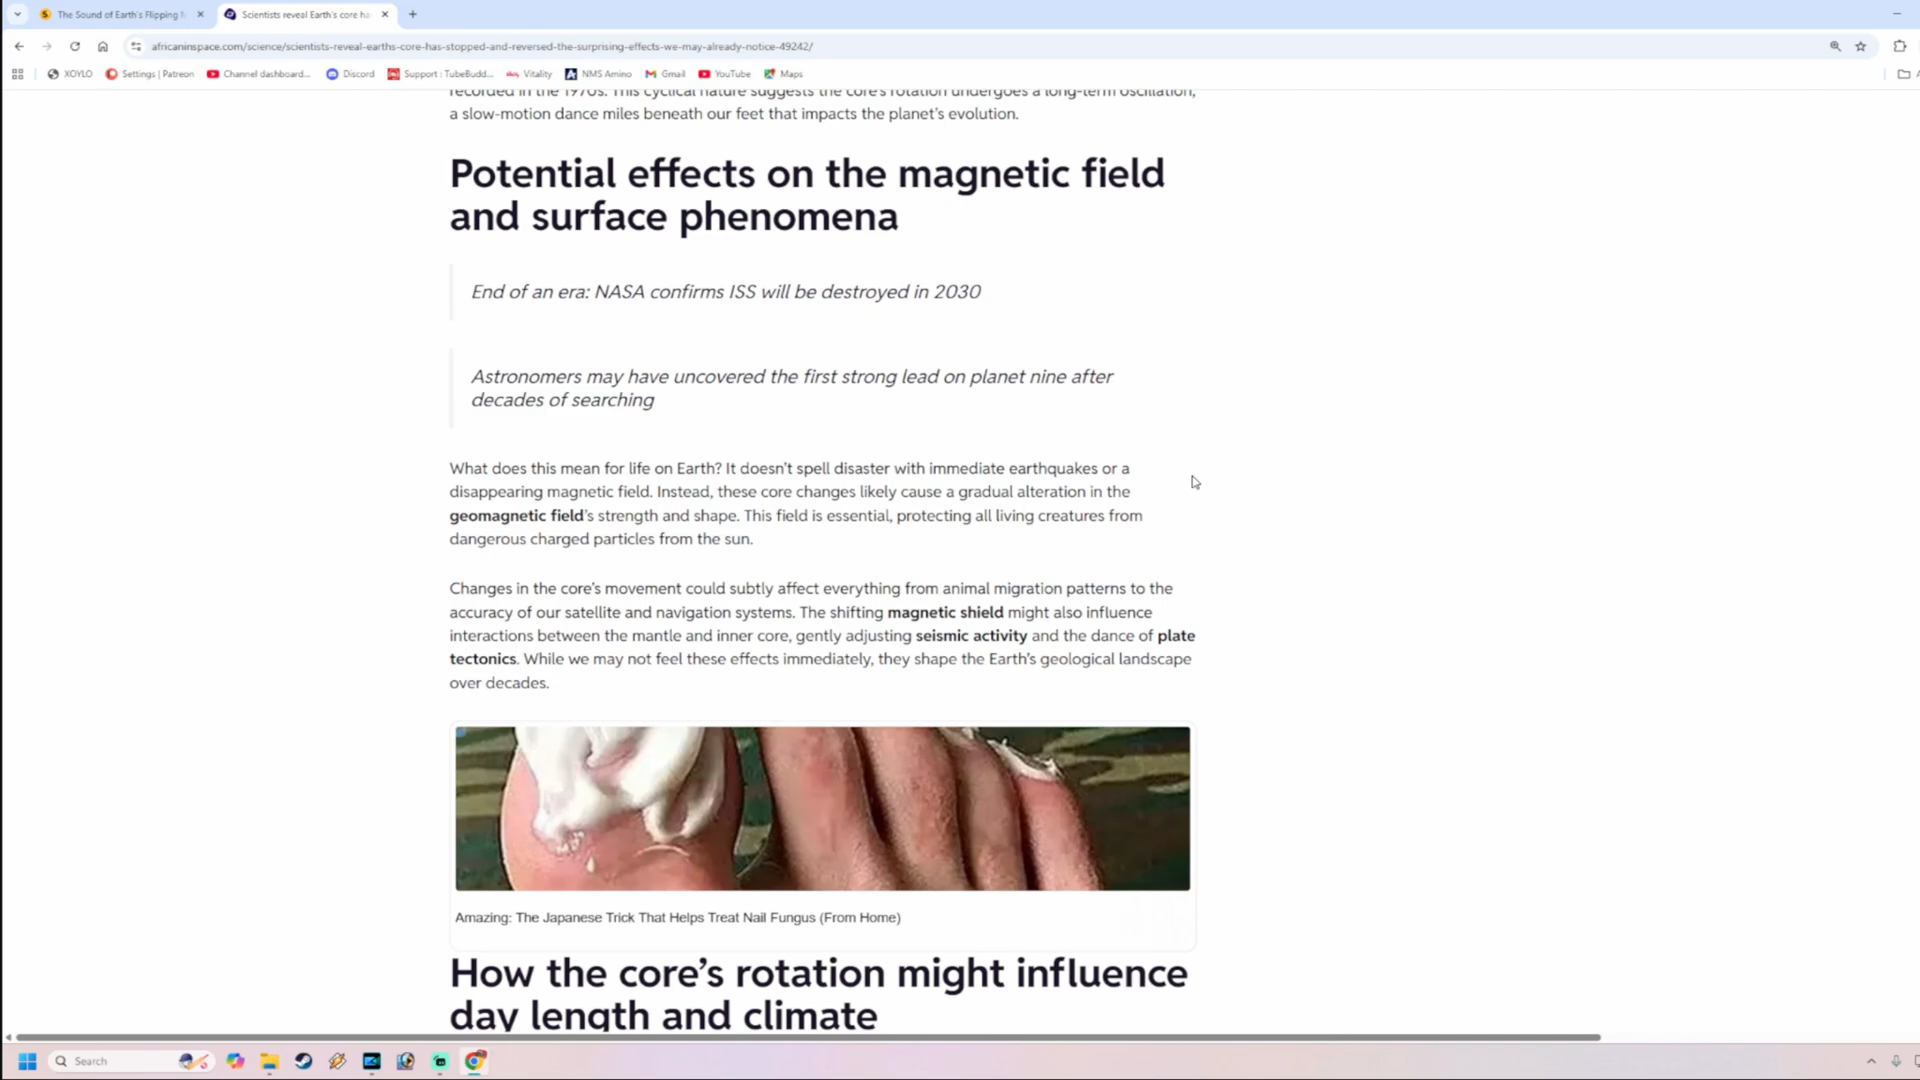 The Sound of Earth's Flipping
Scientists reveal Earth's core ha
africaninspace.com/science/scientists-reveal-earths-core-has-stopped-and-reversed-the-surprising-effects-we-may-already-notice-49242/
XOYLO
Settings | Patreon
Channel dashboard...
Discord
Support : TubeBudd...
Vitality
NMS Amino
Gmail
YouTube
Maps
recorded in the 1970s. This cyclical nature suggests the core's rotation undergoes a long-term oscillation,
a slow-motion dance miles beneath our feet that impacts the planet's evolution.
Potential effects on the magnetic field
and surface phenomena
End of an era: NASA confirms ISS will be destroyed in 2030
Astronomers may have uncovered the first strong lead on planet nine after
decades of searching
What does this mean for life on Earth? It doesn't spell disaster with immediate earthquakes or a
disappearing magnetic field. Instead, these core changes likely cause a gradual alteration in the
geomagnetic field's strength and shape. This field is essential, protecting all living creatures from
dangerous charged particles from the sun.
Changes in the core's movement could subtly affect everything from animal migration patterns to the
accuracy of our satellite and navigation systems. The shifting magnetic shield might also influence
interactions between the mantle and inner core, gently adjusting seismic activity and the dance of plate
tectonics. While we may not feel these effects immediately, they shape the Earth's geological landscape
over decades.
Amazing: The Japanese Trick That Helps Treat Nail Fungus (From Home)
How the core's rotation might influence
day length and climate
Search